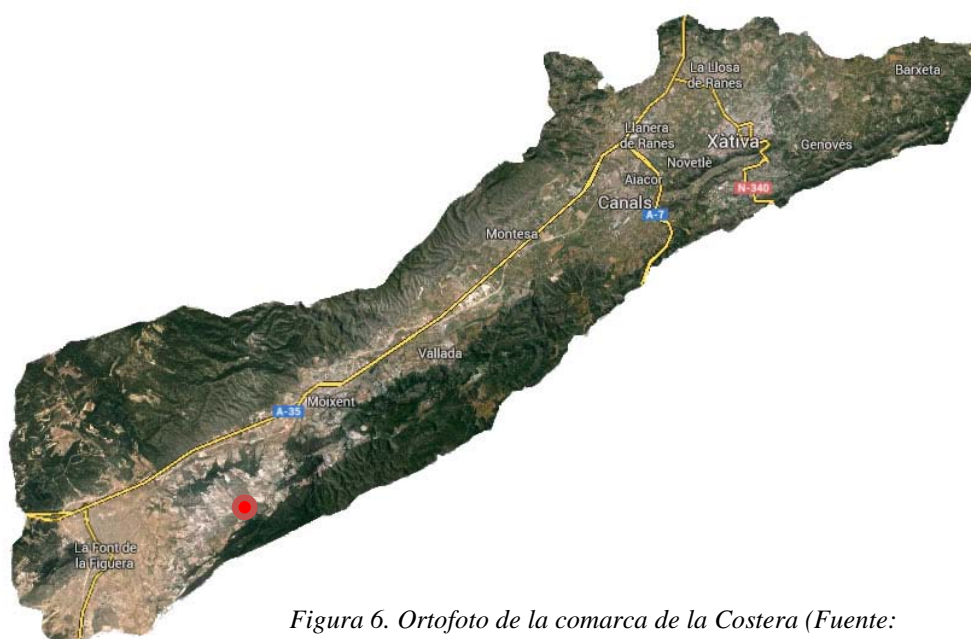 La Llosa
de Ranes
Barxeta
Llanera
de Ranes
Xàtiva
Genovés
Novetlè
Aiacor
N-340
Canals
A-7
Montesa
Vallada
Moixent
A-35
La Font de
la Figuera
Figura 6. Ortofoto de la comarca de la Costera (Fuente: